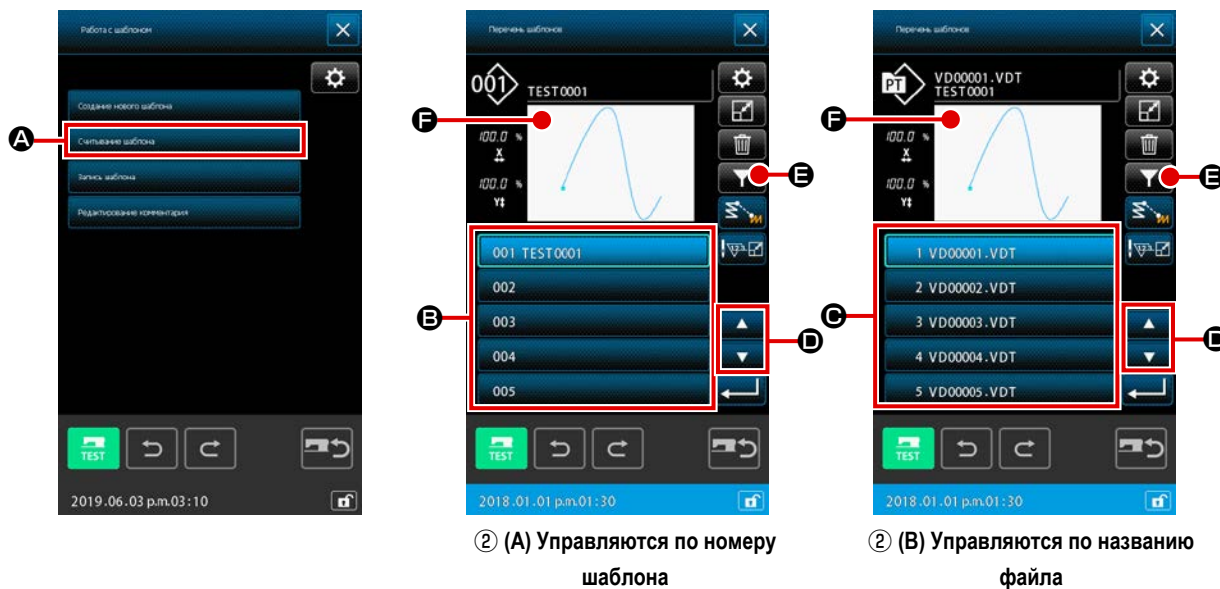 Работа с шаблоном
Создание нового шаблона
A
Считывание шаблона
Запись шаблона
Редактирование комментария
TEST
2019.06.03 p.m.03:10
Перечень шаблонов
001
TEST0001
F
100.0 %
X
100.0 %
Y
E
B
001 TEST0001
002
003
004
005
D
TEST
2018.01.01 p.m.01:30
② (A) Управляются по номеру
шаблона
Перечень шаблонов
PT
VD00001.VDT
TEST0001
F
100.0 %
X
100.0 %
Y
E
C
1 VD00001.VDT
2 VD00002.VDT
3 VD00003.VDT
4 VD00004.VDT
5 VD00005.VDT
D
TEST
2018.01.01 p.m.01:30
② (B) Управляются по названию
файла